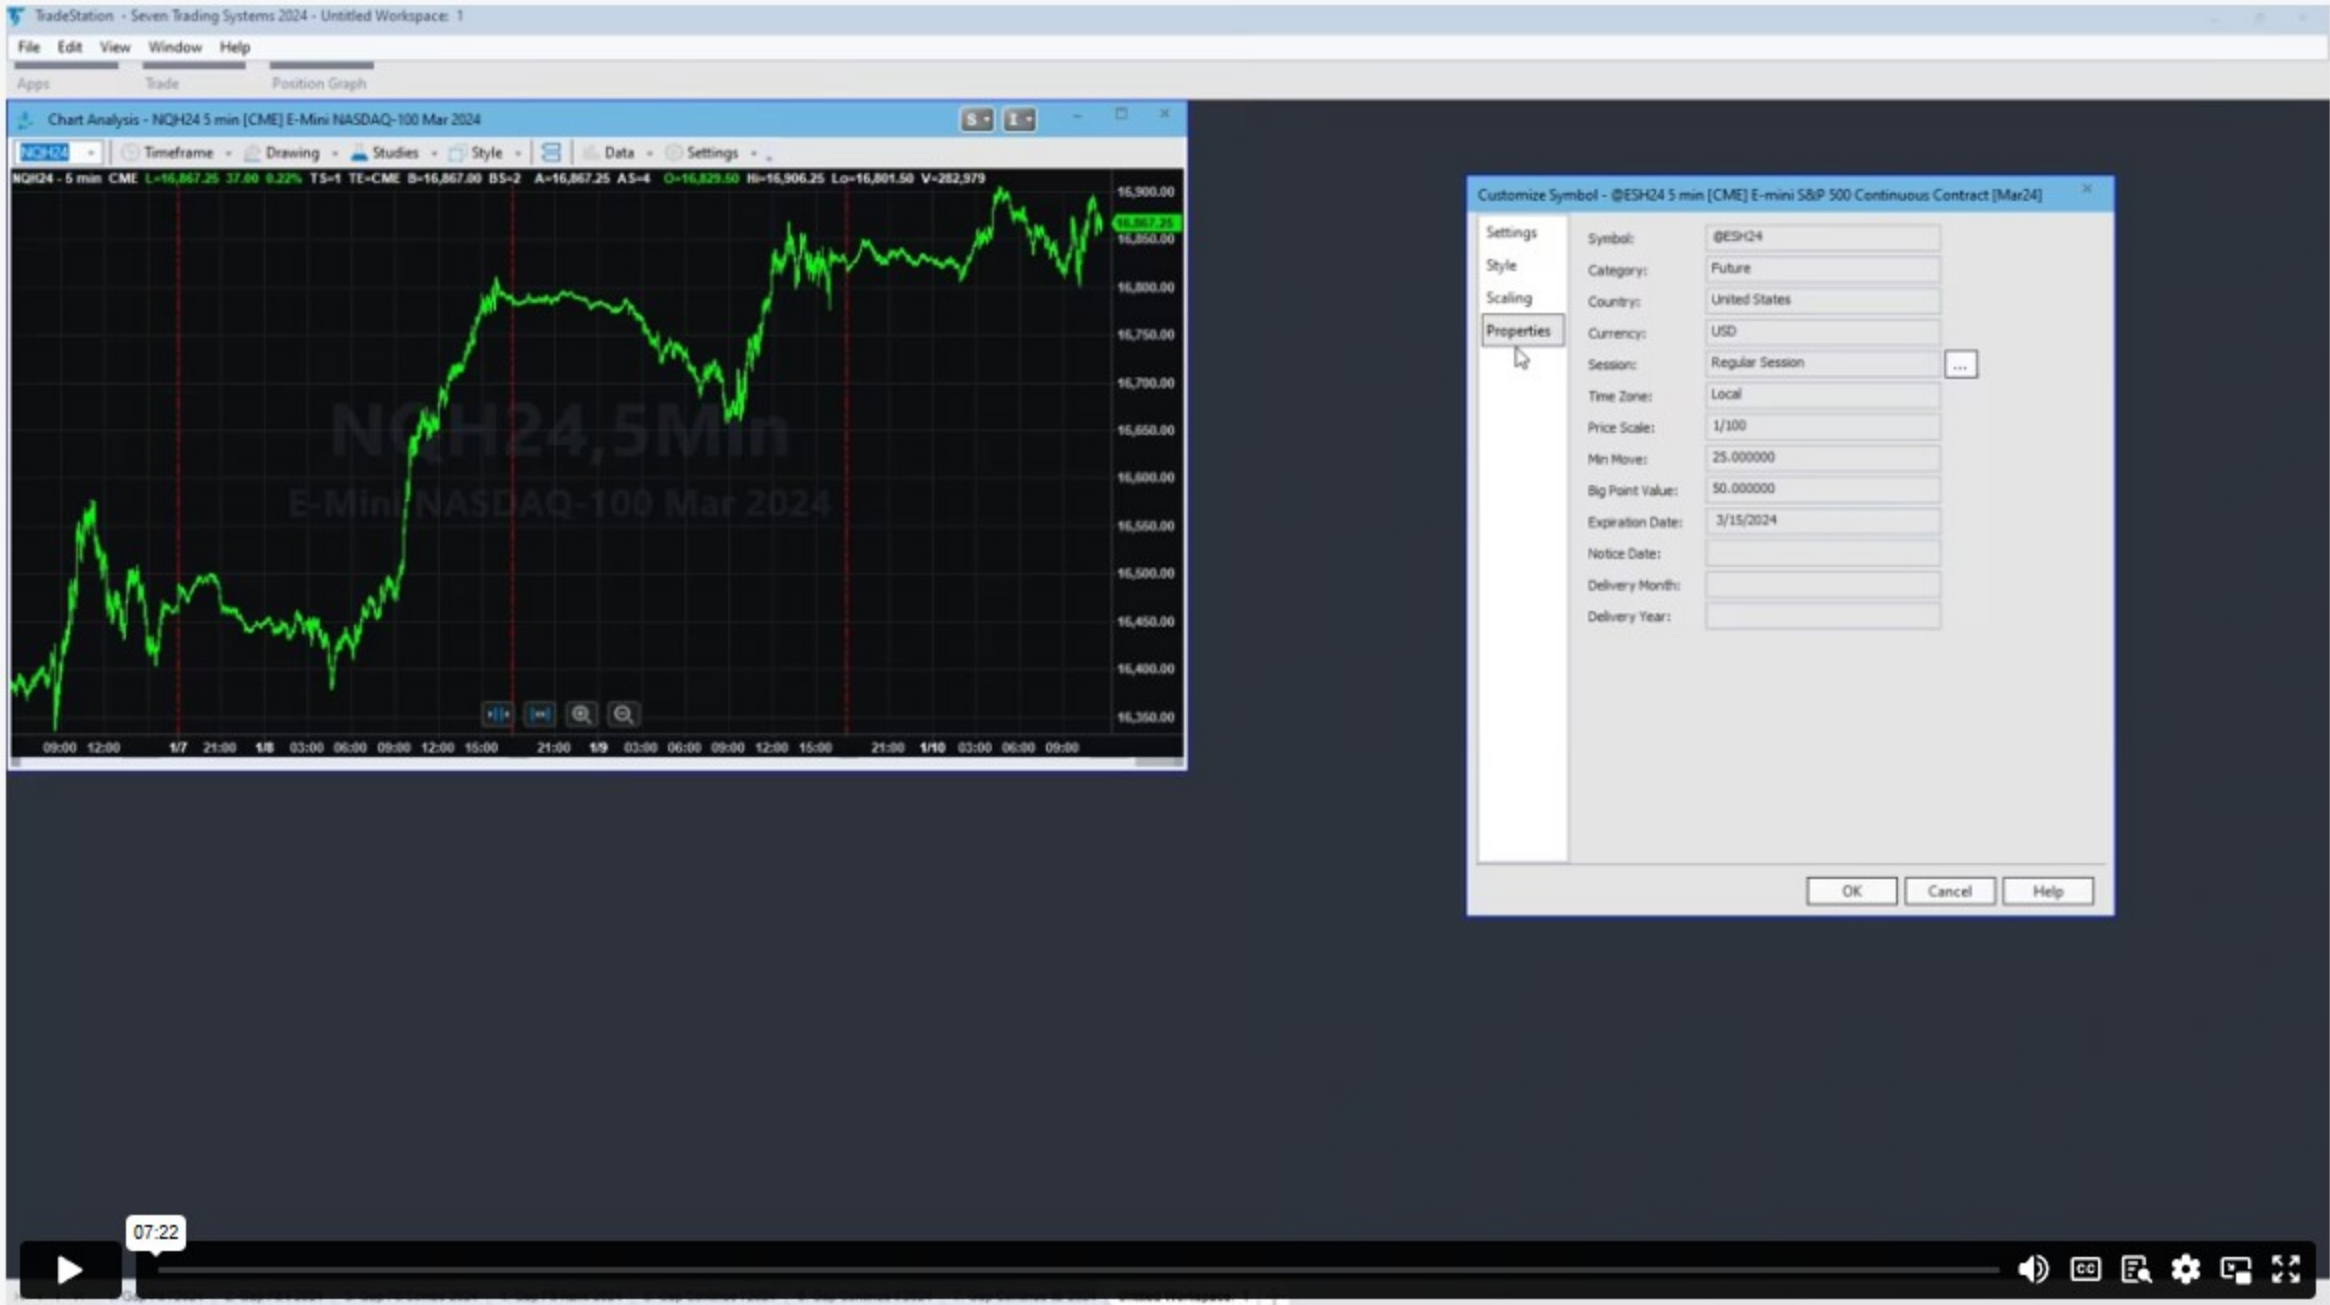 TradeStation - Seven Trading Systems 2024 - Untitled Workspace: 1
File Edit View Window Help
Apps Trade Position Graph
Chart Analysis - NQH24 5 min [CME] E-Mini NASDAQ-100 Mar 2024
S I
NQH24 Timeframe Drawing Studies Style Data Settings
NQH24 - 5 min CME L=16,867.25 37.00 0.22% TS=1 TE=CME B=16,867.00 BS=2 A=16,867.25 AS=4 O=16,829.50 Hi=16,906.25 Lo=16,801.50 V=282,979
16,900.00
16,867.25
16,850.00
16,800.00
16,750.00
16,700.00
16,650.00
16,600.00
16,550.00
16,500.00
16,450.00
16,400.00
16,350.00
NQH24,5Min
E-Mini NASDAQ-100 Mar 2024
09:00 12:00 1/7 21:00 1/8 03:00 06:00 09:00 12:00 15:00 21:00 1/9 03:00 06:00 09:00 12:00 15:00 21:00 1/10 03:00 06:00 09:00
Customize Symbol - @ESH24 5 min [CME] E-mini S&P 500 Continuous Contract [Mar24]
Settings
Style
Scaling
Properties
Symbol: @ESH24
Category: Future
Country: United States
Currency: USD
Session: Regular Session ...
Time Zone: Local
Price Scale: 1/100
Min Move: 25.000000
Big Point Value: 50.000000
Expiration Date: 3/15/2024
Notice Date:
Delivery Month:
Delivery Year:
OK Cancel Help
07:22
CC